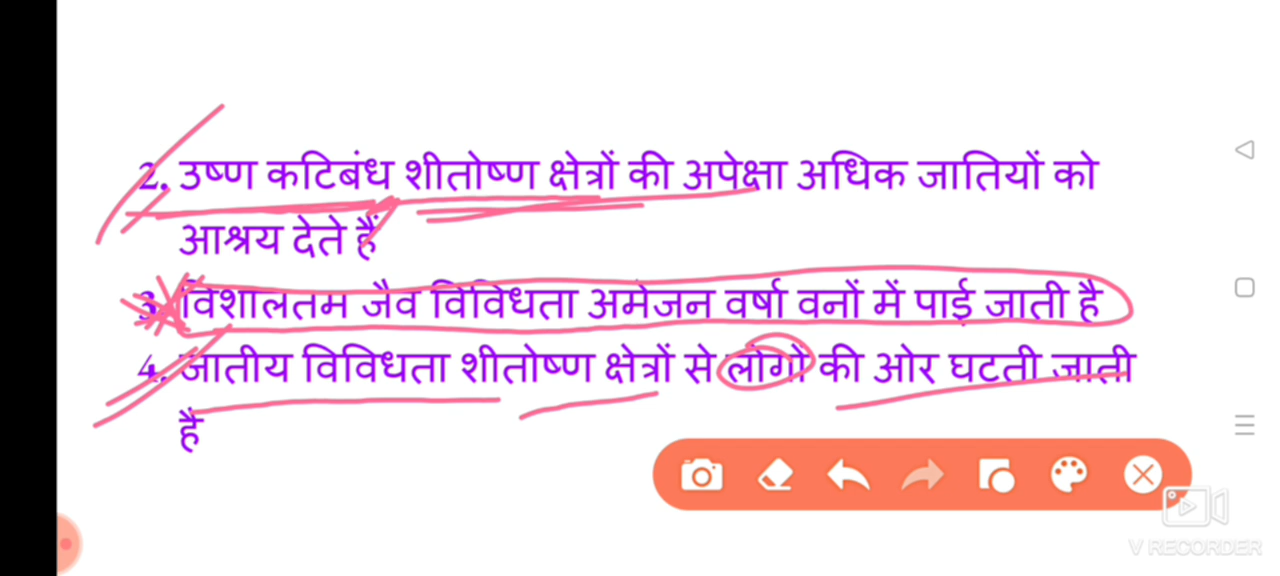 2. उष्ण कटिबंध शीतोष्ण क्षेत्रों की अपेक्षा अधिक जातियों को
आश्रय देते हैं
3. विशालतम जैव विविधता अमेजन वर्षा वनों में पाई जाती है
4. जातीय विविधता शीतोष्ण क्षेत्रों से लोगों की ओर घटती जाती
है
V RECORDER